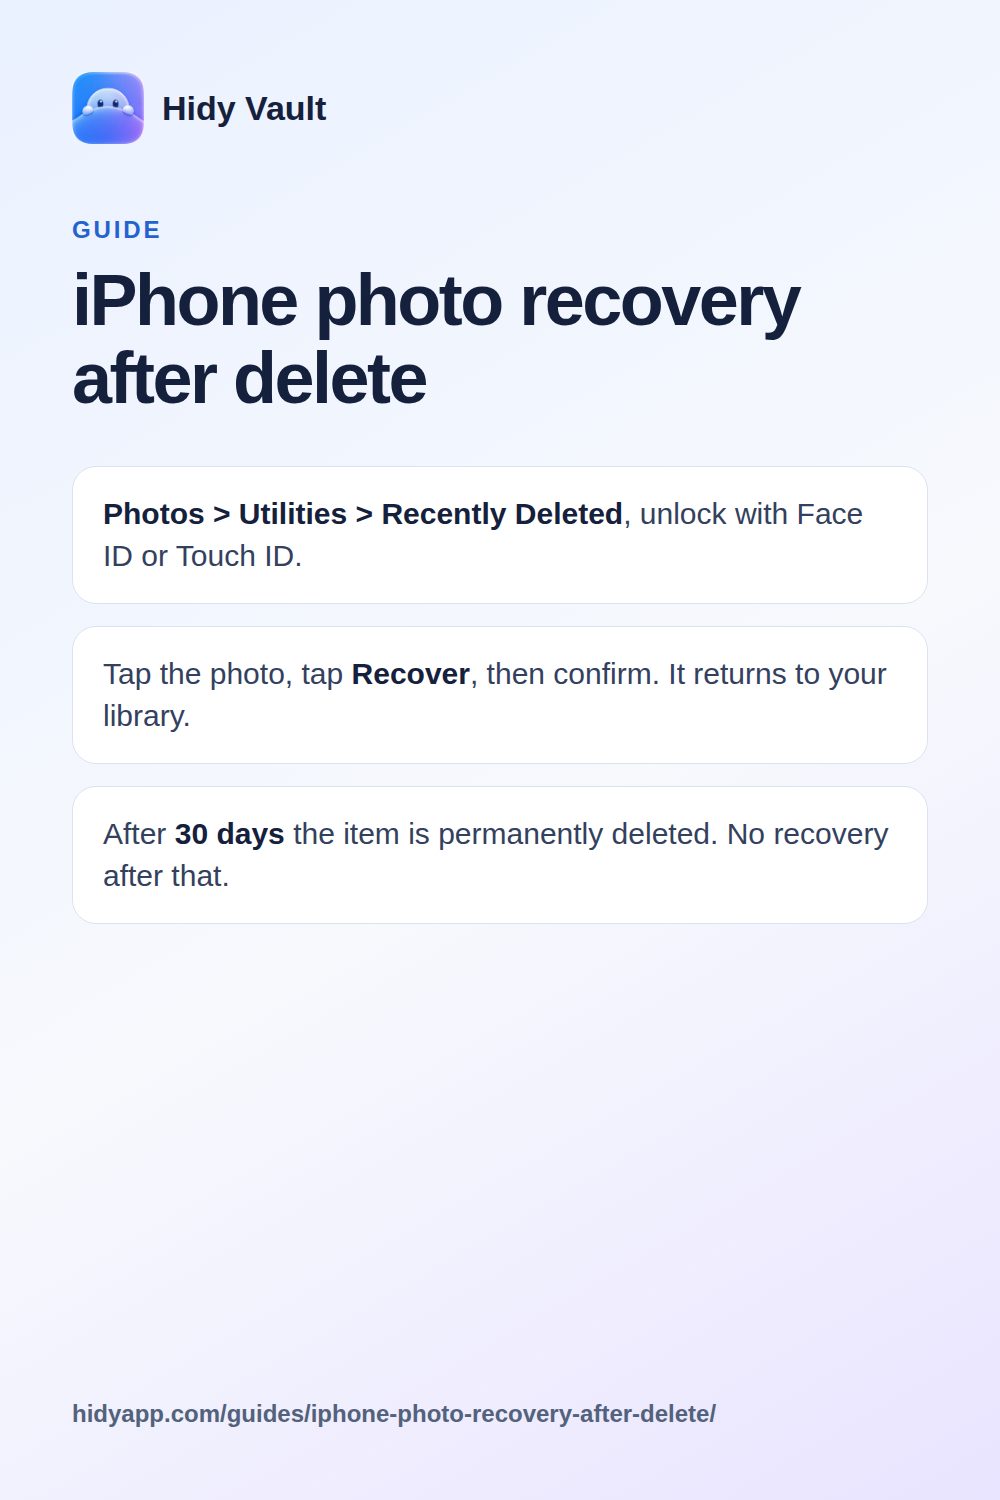 Hidy Vault
GUIDE
iPhone photo recovery
after delete
Photos > Utilities > Recently Deleted, unlock with Face
ID or Touch ID.
Tap the photo, tap Recover, then confirm. It returns to your
library.
After 30 days the item is permanently deleted. No recovery
after that.
hidyapp.com/guides/iphone-photo-recovery-after-delete/